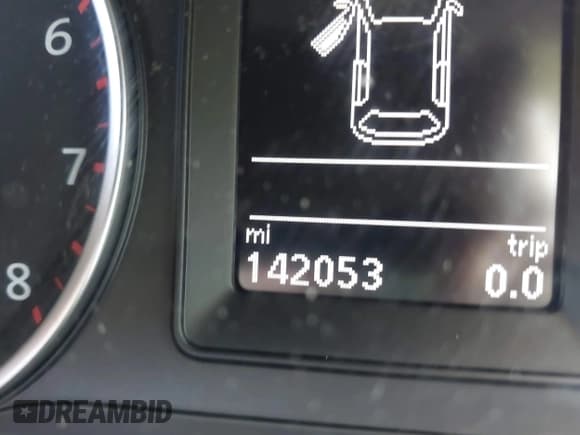 6
7
8
mi trip
142053 0.0
DREAMBID